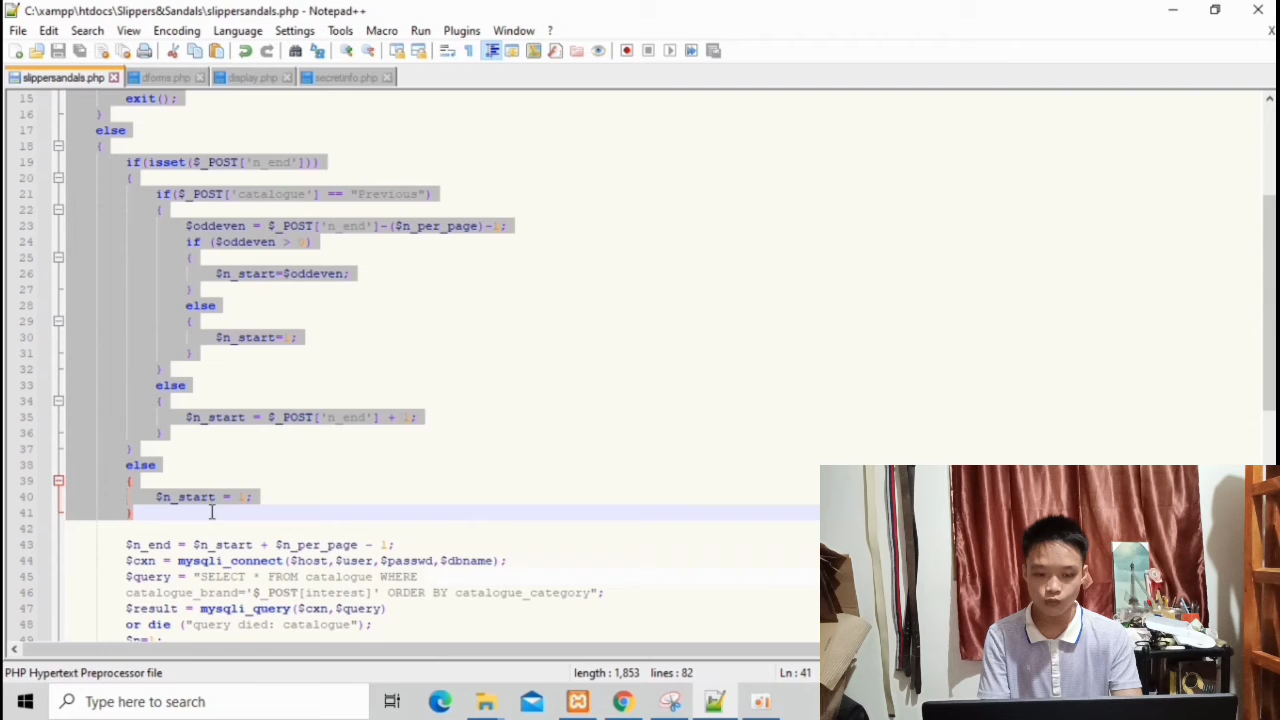 C:\xampp\htdocs\Slippers&Sandals\slippersandals.php - Notepad++
File Edit Search View Encoding Language Settings Tools Macro Run Plugins Window ? X
slippersandals.php dforms.php display.php secretinfo.php
15 exit();
16 }
17 else
18 {
19 if(isset($_POST['n_end']))
20 {
21 if($_POST['catalogue'] == "Previous")
22 {
23 $oddeven = $_POST['n_end']-($n_per_page)-1;
24 if ($oddeven > 0)
25 {
26 $n_start=$oddeven;
27 }
28 else
29 {
30 $n_start=1;
31 }
32 }
33 else
34 {
35 $n_start = $_POST['n_end'] + 1;
36 }
37 }
38 else
39 {
40 $n_start = 1;
41 }
42
43 $n_end = $n_start + $n_per_page - 1;
44 $cxn = mysqli_connect($host,$user,$passwd,$dbname);
45 $query = "SELECT * FROM catalogue WHERE
46 catalogue_brand='$_POST[interest]' ORDER BY catalogue_category";
47 $result = mysqli_query($cxn,$query)
48 or die ("query died: catalogue");
49 $n=1;
PHP Hypertext Preprocessor file length : 1,853 lines : 82 Ln : 41
Type here to search